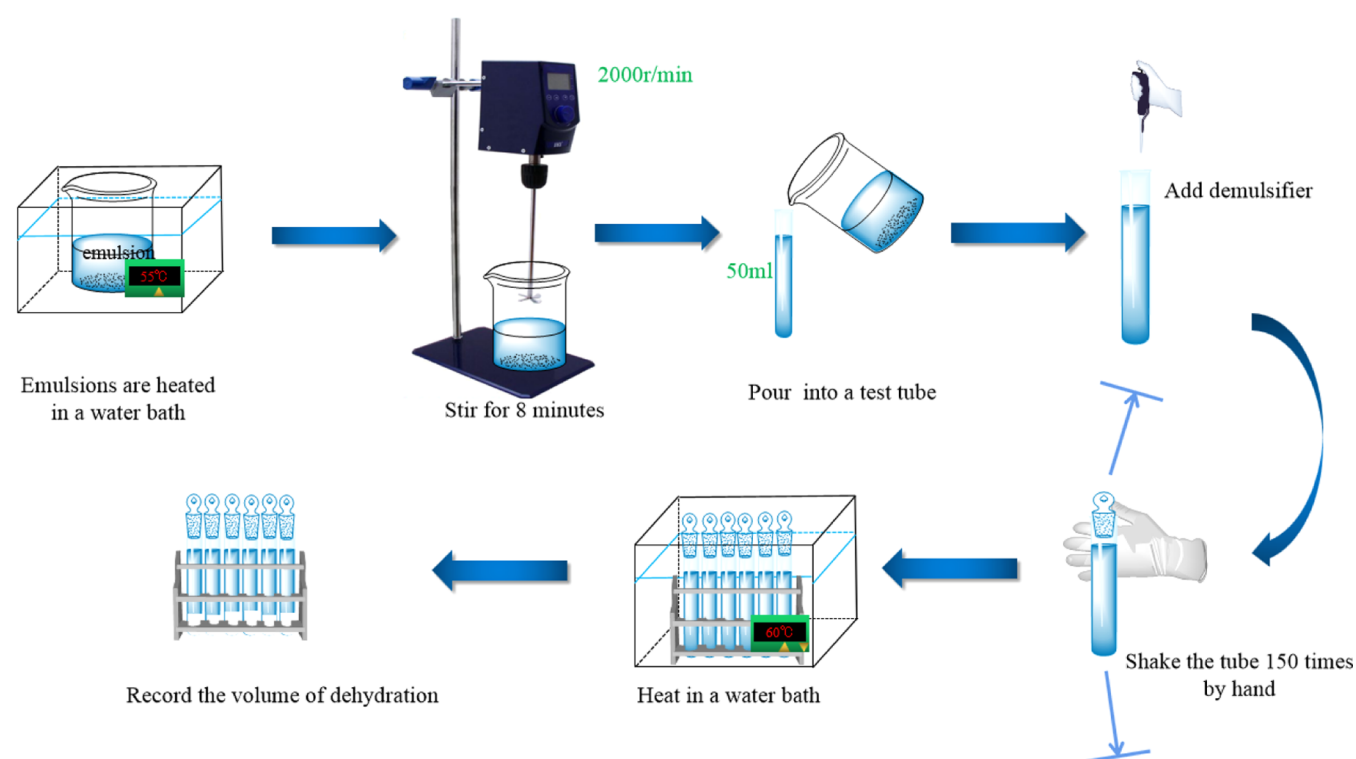 2000r/min
emulsion
55℃
50ml
Add demulsifier
Emulsions are heated
in a water bath
Stir for 8 minutes
Pour into a test tube
60℃
Record the volume of dehydration
Heat in a water bath
Shake the tube 150 times
by hand